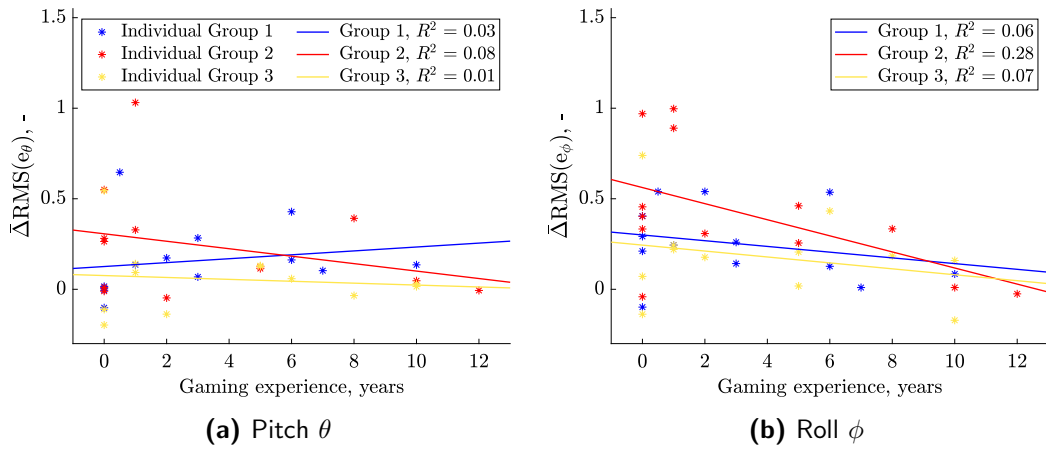 1.5
1
0.5
0
Δ̄RMS(e_θ), -
Individual Group 1
Individual Group 2
Individual Group 3
Group 1, R² = 0.03
Group 2, R² = 0.08
Group 3, R² = 0.01
0 2 4 6 8 10 12
Gaming experience, years
(a) Pitch θ
1.5
1
0.5
0
Δ̄RMS(e_ϕ), -
Group 1, R² = 0.06
Group 2, R² = 0.28
Group 3, R² = 0.07
0 2 4 6 8 10 12
Gaming experience, years
(b) Roll ϕ